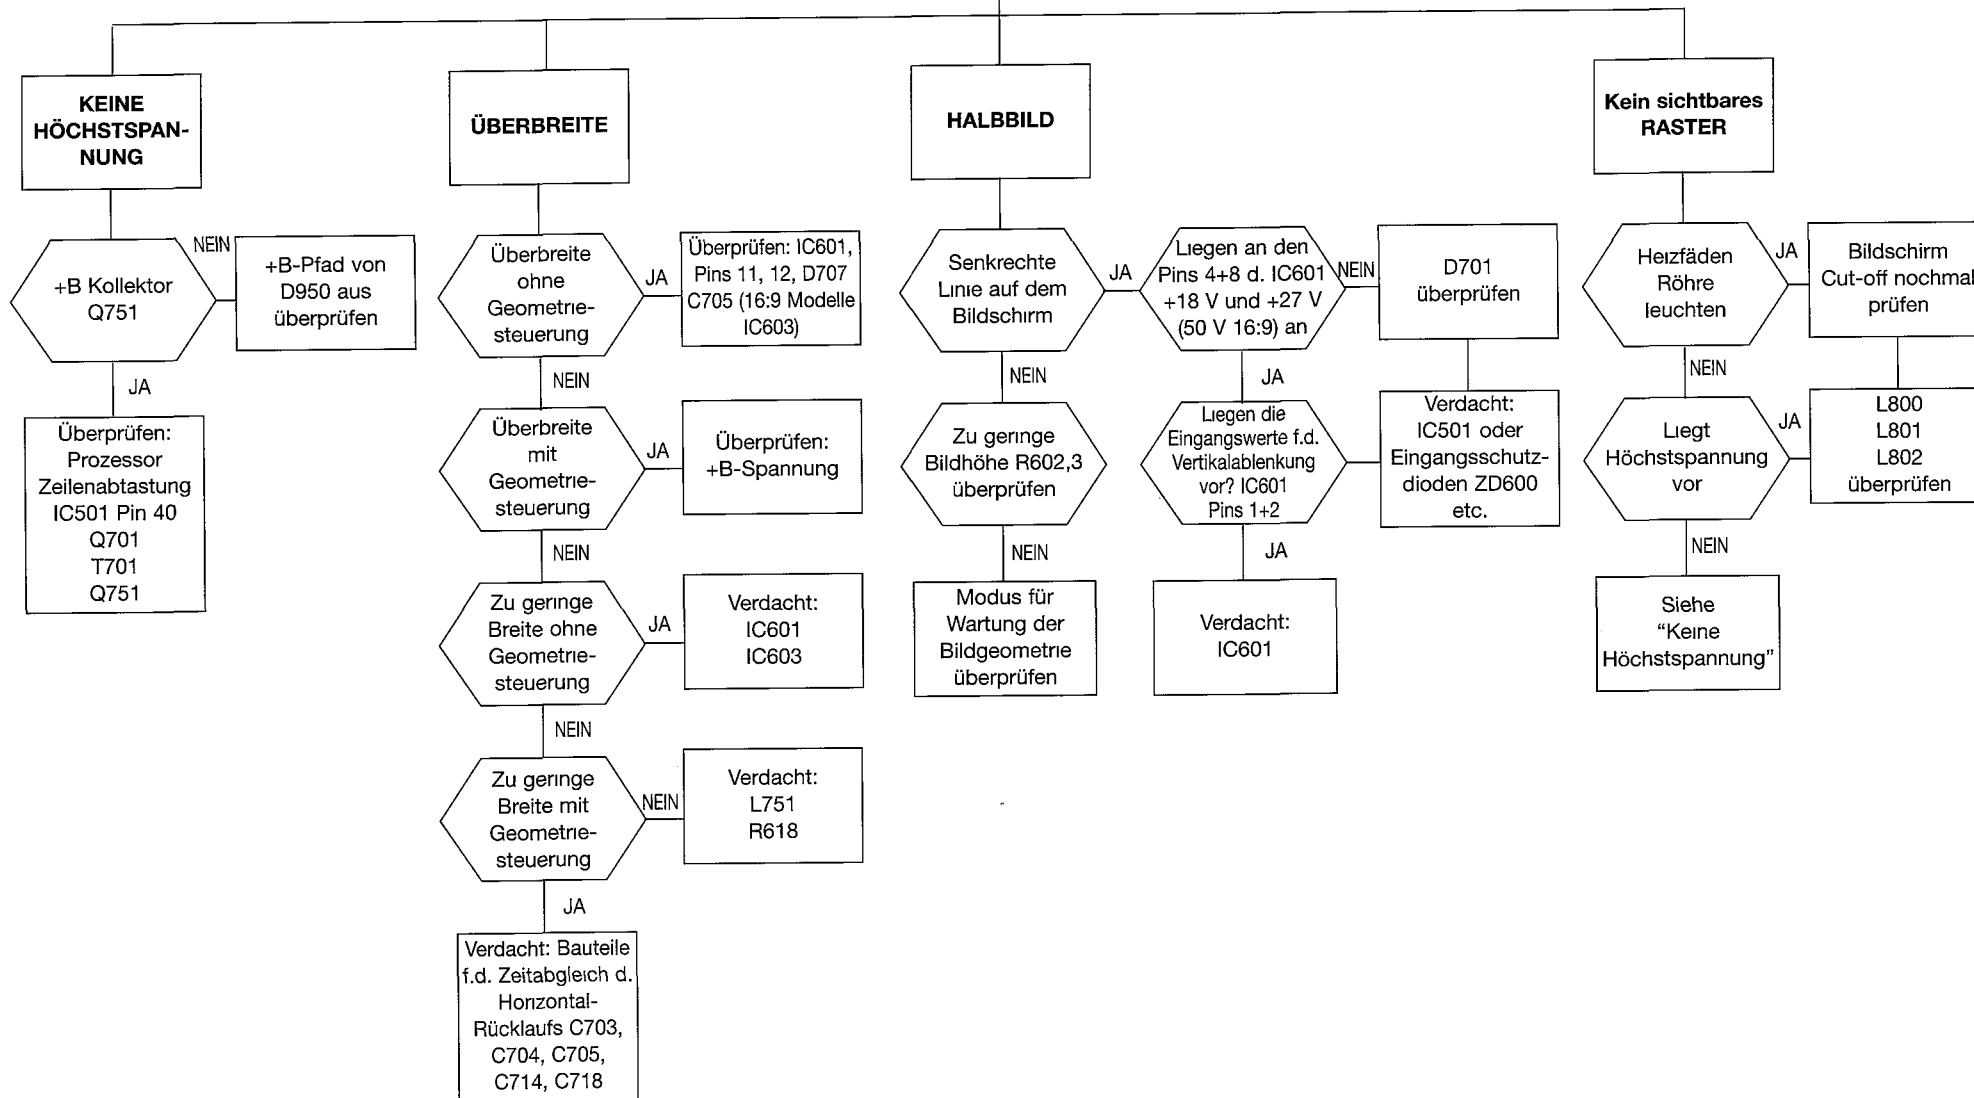 KEINE
HÖCHSTSPAN-
NUNG
+B Kollektor
Q751
NEIN
+B-Pfad von
D950 aus
überprüfen
JA
Überprüfen:
Prozessor
Zeilenabtastung
IC501 Pin 40
Q701
T701
Q751
ÜBERBREITE
Überbreite
ohne
Geometrie-
steuerung
JA
Überprüfen: IC601,
Pins 11, 12, D707
C705 (16:9 Modelle
IC603)
NEIN
Überbreite
mit
Geometrie-
steuerung
JA
Überprüfen:
+B-Spannung
NEIN
Zu geringe
Breite ohne
Geometrie-
steuerung
JA
Verdacht:
IC601
IC603
NEIN
Zu geringe
Breite mit
Geometrie-
steuerung
NEIN
Verdacht:
L751
R618
JA
Verdacht: Bauteile
f.d. Zeitabgleich d.
Horizontal-
Rücklaufs C703,
C704, C705,
C714, C718
HALBBILD
Senkrechte
Linie auf dem
Bildschirm
JA
Liegen an den
Pins 4+8 d. IC601
+18 V und +27 V
(50 V 16:9) an
NEIN
D701
überprüfen
NEIN
Zu geringe
Bildhöhe R602,3
überprüfen
JA
Liegen die
Eingangswerte f.d.
Vertikalablenkung
vor? IC601
Pins 1+2
Verdacht:
IC501 oder
Eingangsschutz-
dioden ZD600
etc.
NEIN
Modus für
Wartung der
Bildgeometrie
überprüfen
JA
Verdacht:
IC601
Kein sichtbares
RASTER
Heizfäden
Röhre
leuchten
JA
Bildschirm
Cut-off nochmal
prüfen
NEIN
Liegt
Höchstspannung
vor
JA
L800
L801
L802
überprüfen
NEIN
Siehe
"Keine
Höchstspannung"